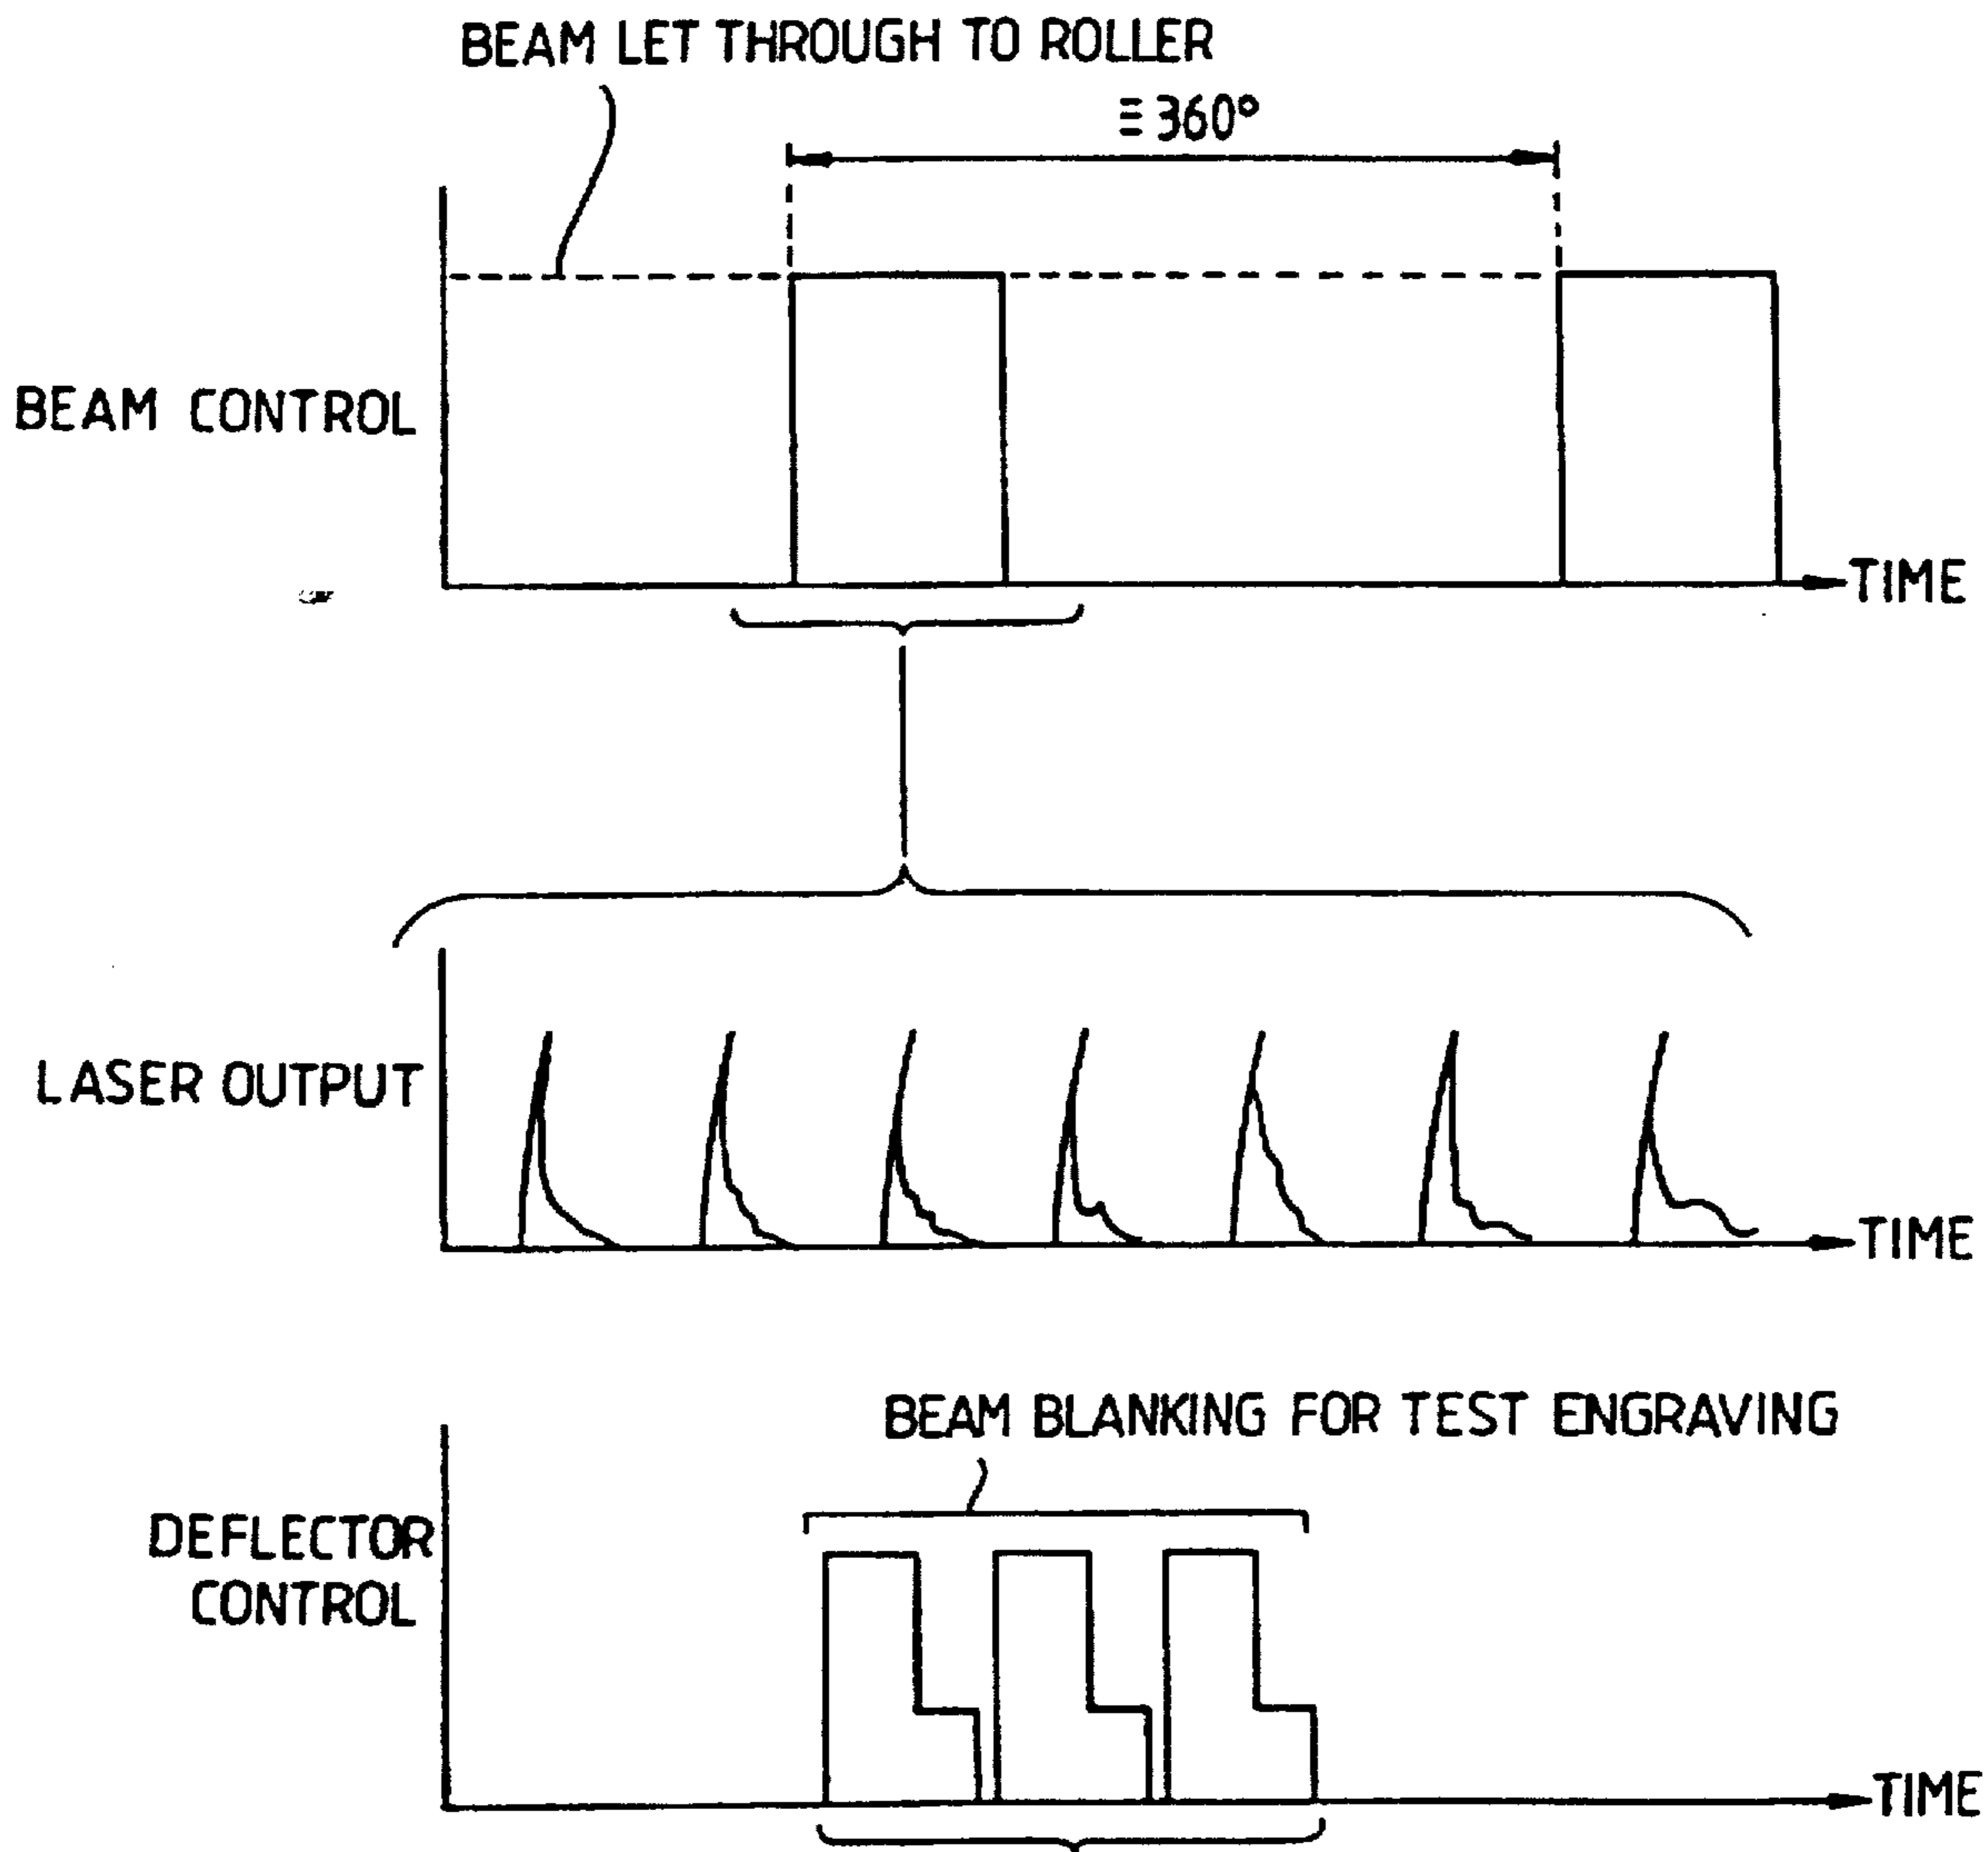 BEAM LET THROUGH TO ROLLER
≡ 360°
BEAM CONTROL
TIME
LASER OUTPUT
TIME
BEAM BLANKING FOR TEST ENGRAVING
DEFLECTOR
CONTROL
TIME